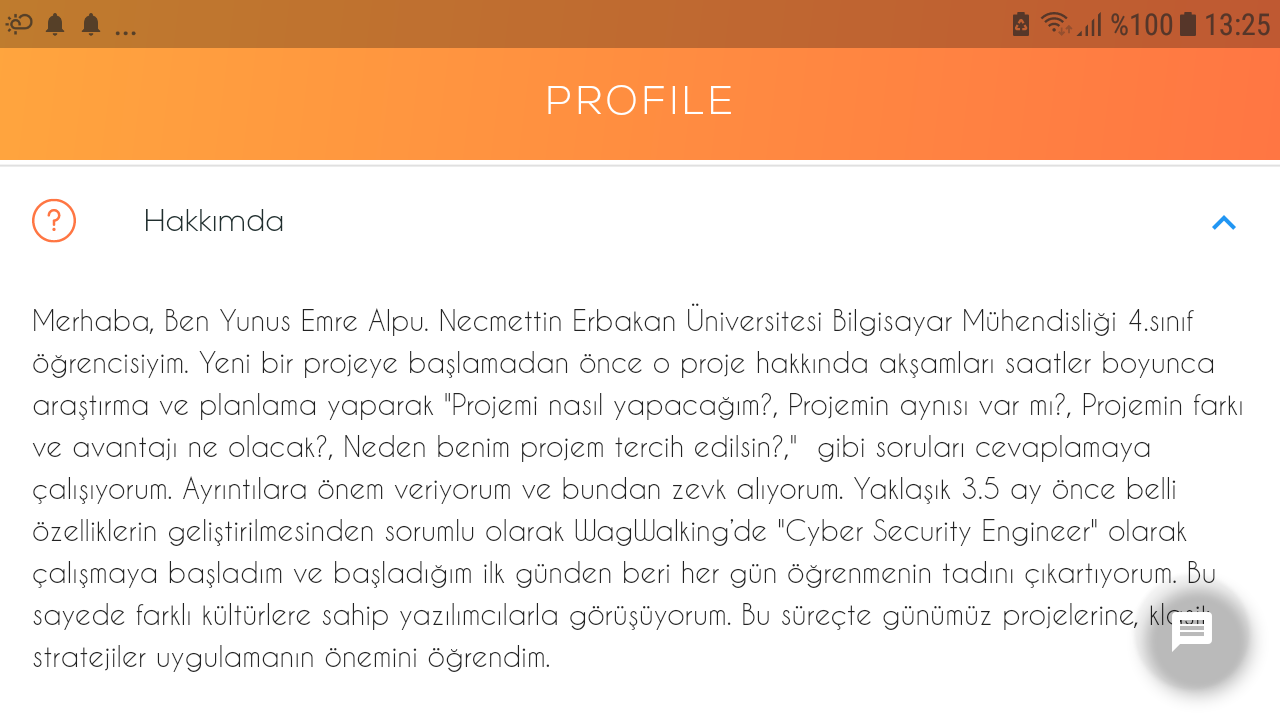 ... %100 13:25
PROFILE
? Hakkımda
Merhaba, Ben Yunus Emre Alpu. Necmettin Erbakan Üniversitesi Bilgisayar Mühendisliği 4.sınıf
öğrencisiyim. Yeni bir projeye başlamadan önce o proje hakkında akşamları saatler boyunca
araştırma ve planlama yaparak "Projemi nasıl yapacağım?, Projemin aynısı var mı?, Projemin farkı
ve avantajı ne olacak?, Neden benim projem tercih edilsin?,"  gibi soruları cevaplamaya
çalışıyorum. Ayrıntılara önem veriyorum ve bundan zevk alıyorum. Yaklaşık 3.5 ay önce belli
özelliklerin geliştirilmesinden sorumlu olarak WagWalking'de "Cyber Security Engineer" olarak
çalışmaya başladım ve başladığım ilk günden beri her gün öğrenmenin tadını çıkartıyorum. Bu
sayede farklı kültürlere sahip yazılımcılarla görüşüyorum. Bu süreçte günümüz projelerine, klasik
stratejiler uygulamanın önemini öğrendim.